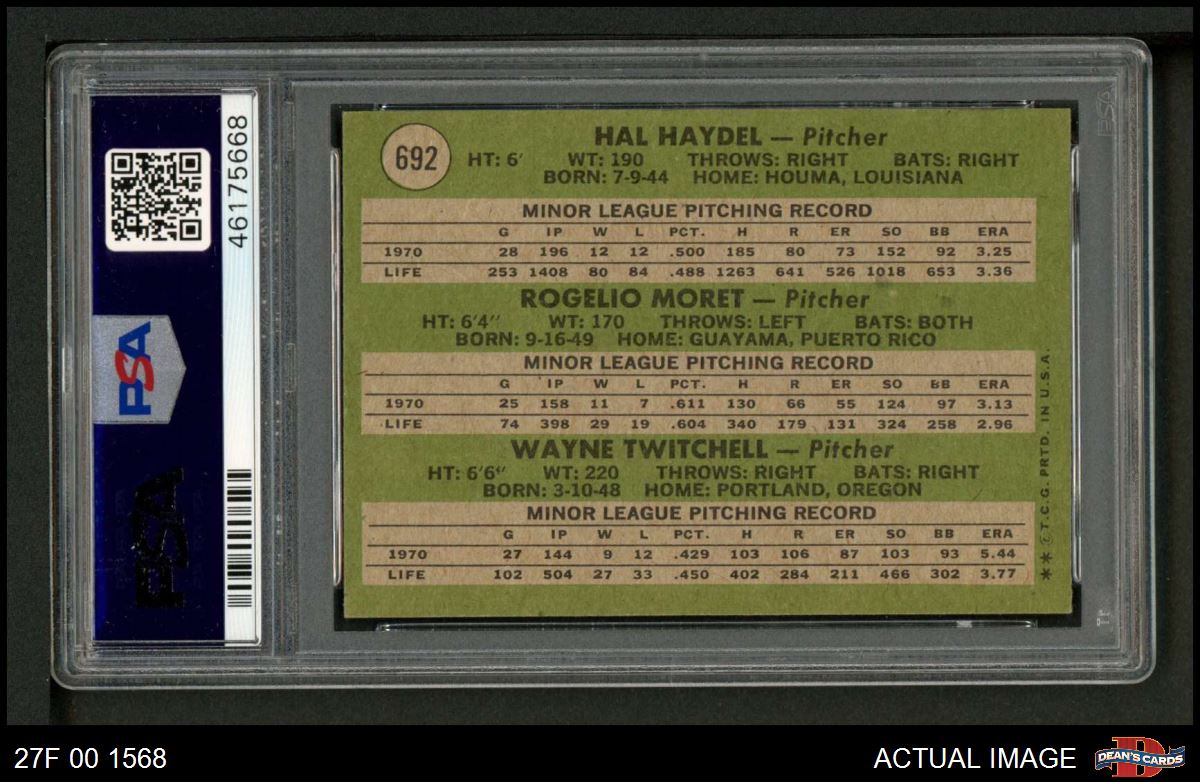 46175668
PSA
PSA
692
HAL HAYDEL — Pitcher
HT: 6' WT: 190 THROWS: RIGHT BATS: RIGHT
BORN: 7-9-44 HOME: HOUMA, LOUISIANA
MINOR LEAGUE PITCHING RECORD
G IP W L PCT. H R ER SO BB ERA
1970 28 196 12 12 .500 185 80 73 152 92 3.25
LIFE 253 1408 80 84 .488 1263 641 526 1018 653 3.36
ROGELIO MORET — Pitcher
HT: 6'4" WT: 170 THROWS: LEFT BATS: BOTH
BORN: 9-16-49 HOME: GUAYAMA, PUERTO RICO
MINOR LEAGUE PITCHING RECORD
G IP W L PCT. H R ER SO BB ERA
1970 25 158 11 7 .611 130 66 55 124 97 3.13
LIFE 74 398 29 19 .604 340 179 131 324 258 2.96
WAYNE TWITCHELL — Pitcher
HT: 6'6" WT: 220 THROWS: RIGHT BATS: RIGHT
BORN: 3-10-48 HOME: PORTLAND, OREGON
MINOR LEAGUE PITCHING RECORD
G IP W L PCT. H R ER SO BB ERA
1970 27 144 9 12 .429 103 106 87 103 93 5.44
LIFE 102 504 27 33 .450 402 284 211 466 302 3.77
** © T.C.G. PRTD. IN U.S.A.
PSA
27F 00 1568
ACTUAL IMAGE
D
DEAN'S CARDS